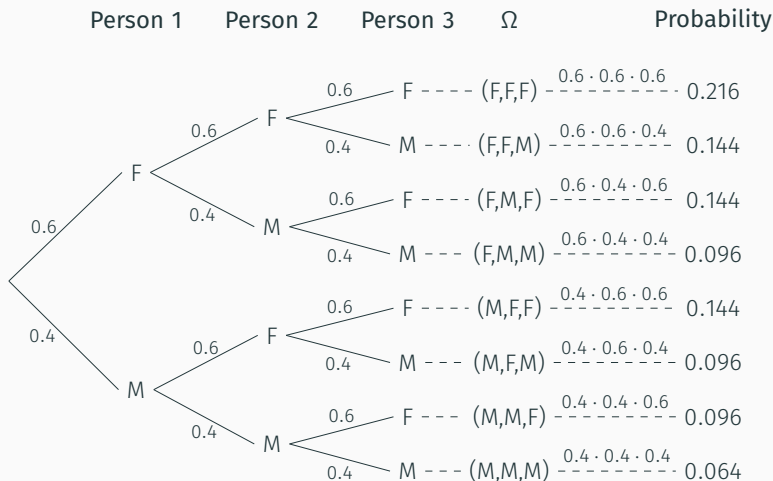 Person 1 Person 2 Person 3 Ω Probability
0.6 F (F,F,F) 0.6 · 0.6 · 0.6 0.216
F
0.6 0.4 M (F,F,M) 0.6 · 0.6 · 0.4 0.144
F
0.6 0.4 0.6 F (F,M,F) 0.6 · 0.4 · 0.6 0.144
M
0.4 M (F,M,M) 0.6 · 0.4 · 0.4 0.096
0.6 F (M,F,F) 0.4 · 0.6 · 0.6 0.144
0.4 0.6 F
0.4 M (M,F,M) 0.4 · 0.6 · 0.4 0.096
M
0.4 0.6 F (M,M,F) 0.4 · 0.4 · 0.6 0.096
M
0.4 M (M,M,M) 0.4 · 0.4 · 0.4 0.064